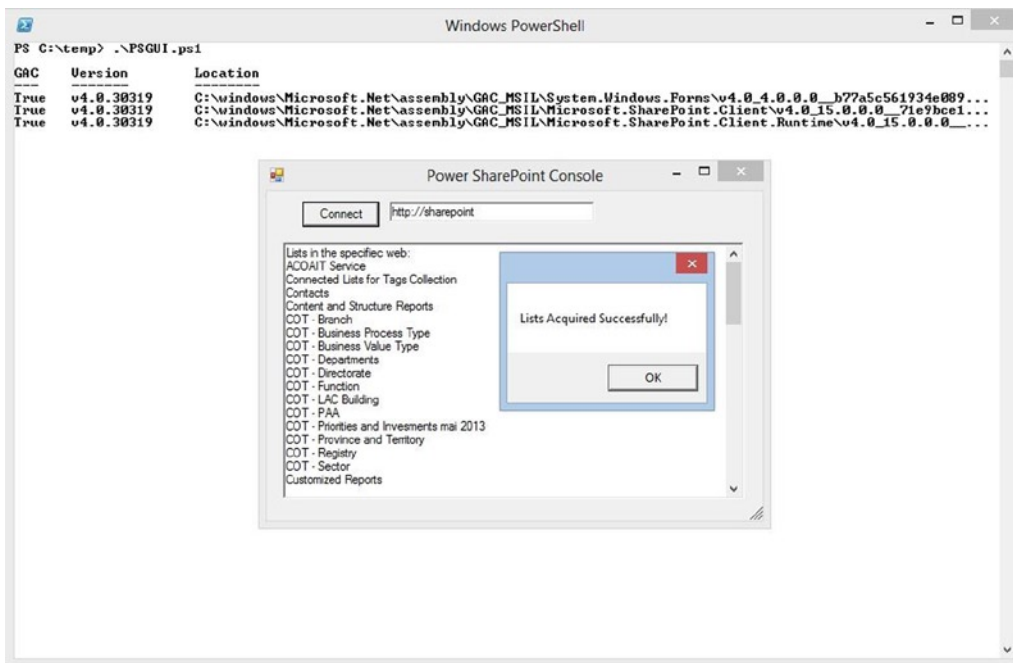 Windows PowerShell
PS C:\temp> .\PSGUI.ps1
GAC Version Location
--- ------- --------
True v4.0.30319 C:\windows\Microsoft.Net\assembly\GAC_MSIL\System.Windows.Forms\v4.0_4.0.0.0__b77a5c561934e089...
True v4.0.30319 C:\windows\Microsoft.Net\assembly\GAC_MSIL\Microsoft.SharePoint.Client\v4.0_15.0.0.0__71e9bce1...
True v4.0.30319 C:\windows\Microsoft.Net\assembly\GAC_MSIL\Microsoft.SharePoint.Client.Runtime\v4.0_15.0.0.0__...
Power SharePoint Console
Connect http://sharepoint
Lists in the specifiec web:
ACOAIT Service
Connected Lists for Tags Collection
Contacts
Content and Structure Reports
COT - Branch
COT - Business Process Type
COT - Business Value Type
COT - Departments
COT - Directorate
COT - Function
COT - LAC Building
COT - PAA
COT - Priorities and Invesments mai 2013
COT - Province and Territory
COT - Registry
COT - Sector
Customized Reports
Lists Acquired Successfully!
OK